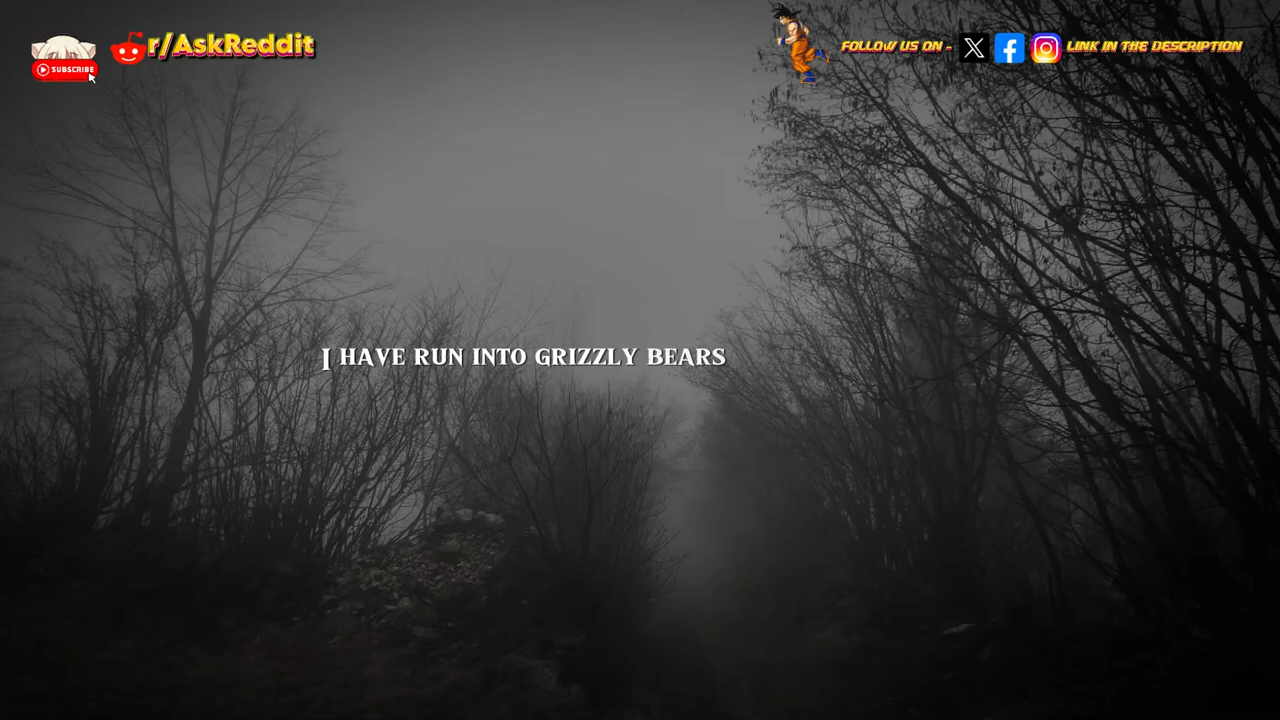 r/AskReddit
SUBSCRIBE
FOLLOW US ON - LINK IN THE DESCRIPTION
I HAVE RUN INTO GRIZZLY BEARS